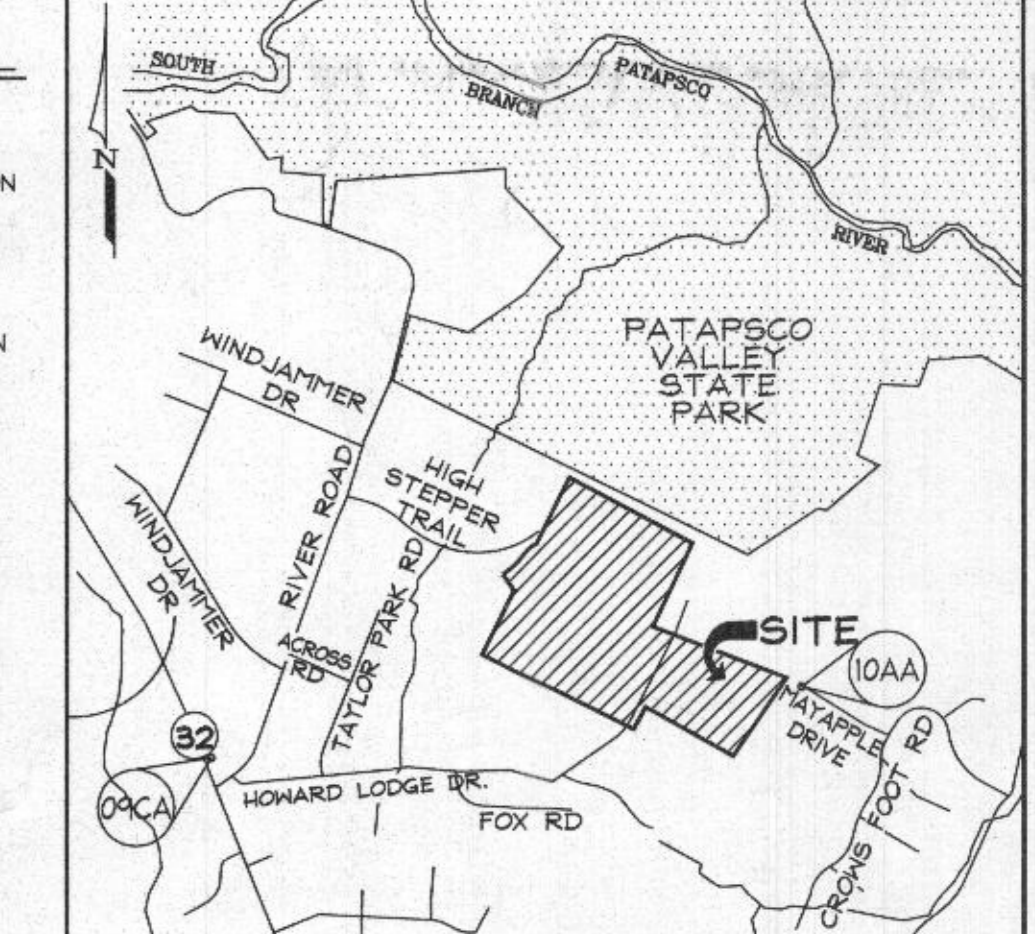 SOUTH
BRANCH
PATAPSCO
RIVER
N
N
N
PATAPSCO
VALLEY
STATE
PARK
WINDJAMMER
DR
HIGH
STEPPER
TRAIL
RIVER ROAD
WINDJAMMER
DR
TAYLOR PARK RD
ACROSS
RD
SITE
10AA
MAYAPPLE
DRIVE
CROWS FOOT RD
32
09CA
HOWARD LODGE DR.
FOX RD